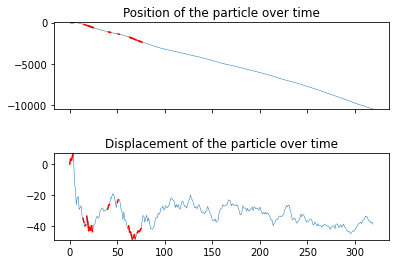 Position of the particle over time
0
−5000
−10000
Displacement of the particle over time
0
−20
−40
0 50 100 150 200 250 300